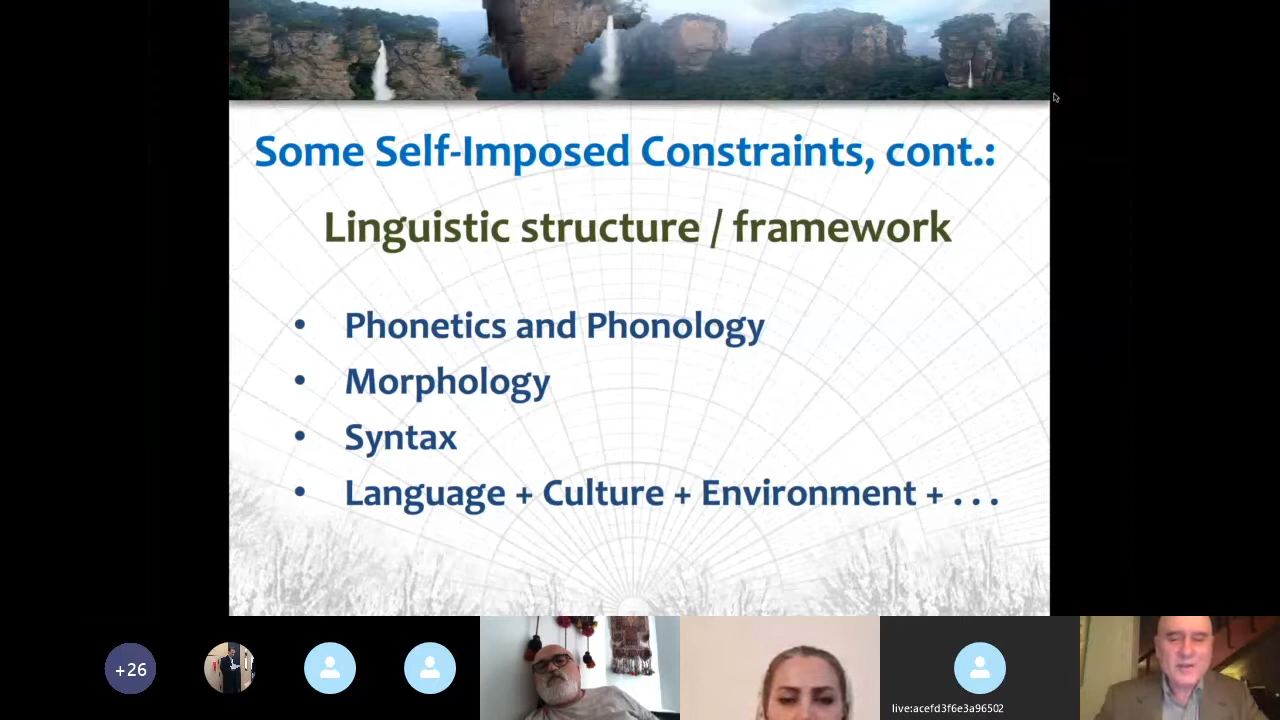 Some Self-Imposed Constraints, cont.:
Linguistic structure / framework
• Phonetics and Phonology
• Morphology
• Syntax
• Language + Culture + Environment + . . .
+26
live:acefd3f6e3a96502